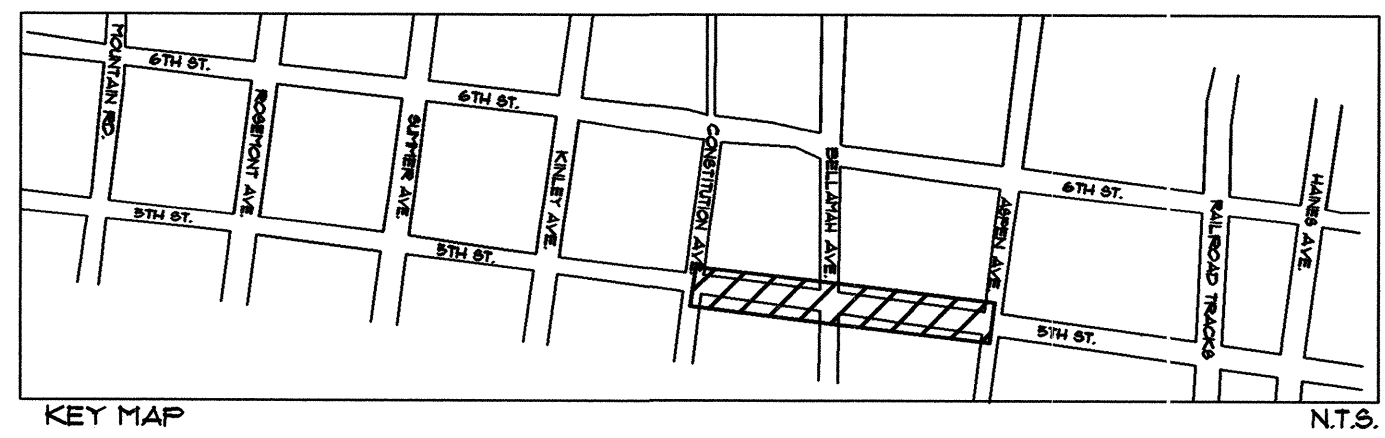 MOUNTAIN RD.
6TH ST.
ROSEMONT AVE.
SUMMER AVE.
6TH ST.
KINLEY AVE.
CONSTITUTION AVE.
BELLAMAH AVE.
ASPEN AVE.
6TH ST.
RAILROAD TRACKS
HAINES AVE.
5TH ST.
5TH ST.
5TH ST.
KEY MAP
N.T.S.